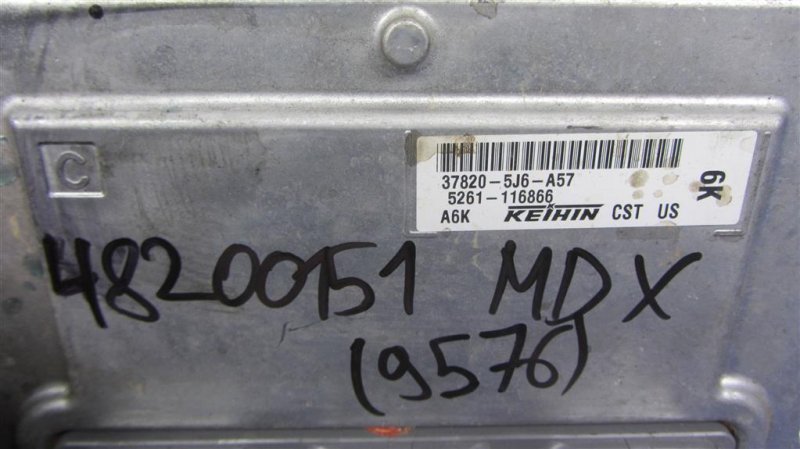 C
37820-5J6-A57
5261-116866
A6K KEIHIN CST US
6K
48200151 MDX
(9576)